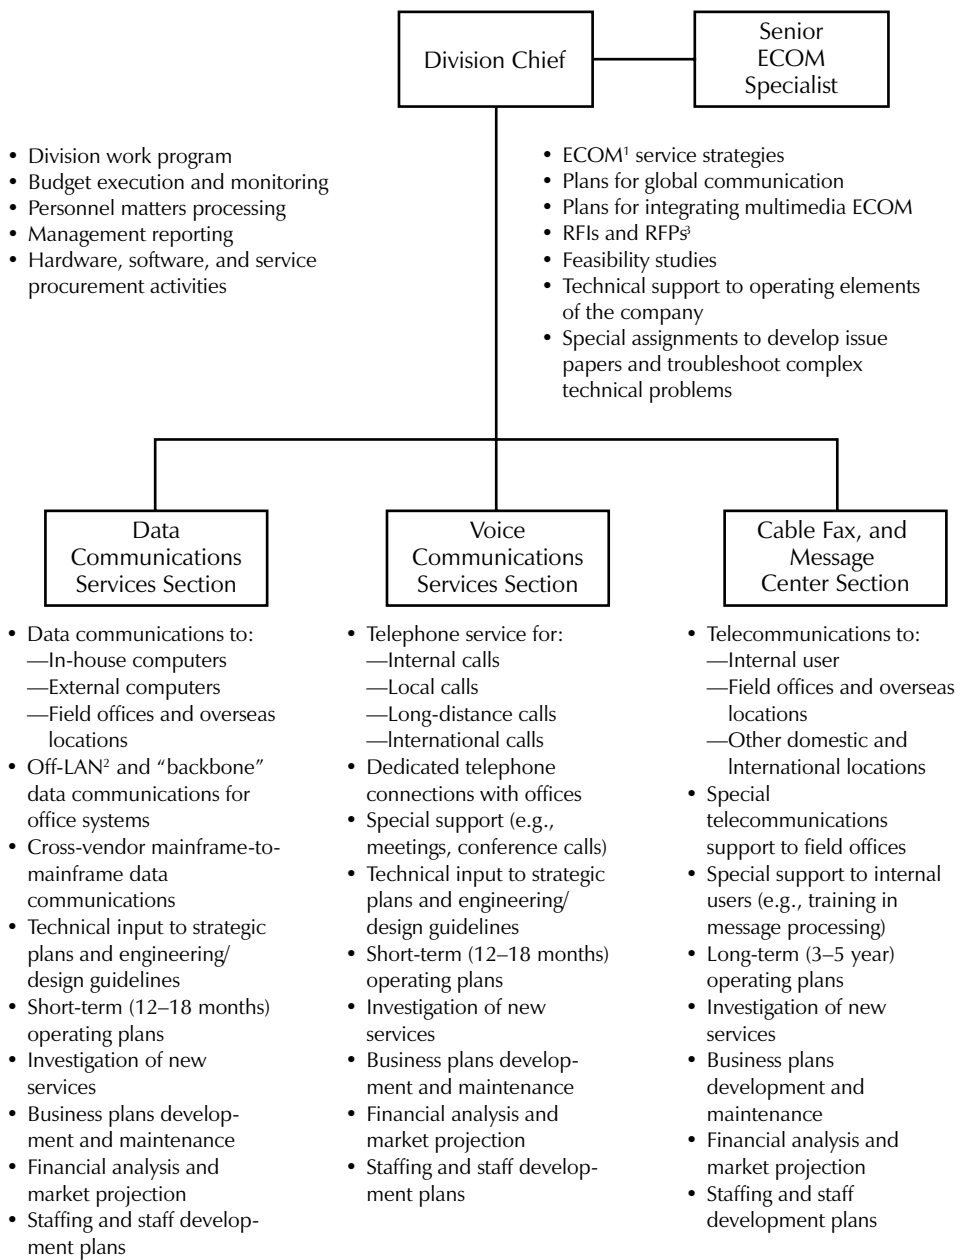 Division Chief
Senior
ECOM
Specialist
• Division work program
• Budget execution and monitoring
• Personnel matters processing
• Management reporting
• Hardware, software, and service
procurement activities
• ECOM¹ service strategies
• Plans for global communication
• Plans for integrating multimedia ECOM
• RFIs and RFPs³
• Feasibility studies
• Technical support to operating elements
of the company
• Special assignments to develop issue
papers and troubleshoot complex
technical problems
Data
Communications
Services Section
• Data communications to:
—In-house computers
—External computers
—Field offices and overseas
locations
• Off-LAN² and “backbone”
data communications for
office systems
• Cross-vendor mainframe-to-
mainframe data
communications
• Technical input to strategic
plans and engineering/
design guidelines
• Short-term (12–18 months)
operating plans
• Investigation of new
services
• Business plans develop-
ment and maintenance
• Financial analysis and
market projection
• Staffing and staff develop-
ment plans
Voice
Communications
Services Section
• Telephone service for:
—Internal calls
—Local calls
—Long-distance calls
—International calls
• Dedicated telephone
connections with offices
• Special support (e.g.,
meetings, conference calls)
• Technical input to strategic
plans and engineering/
design guidelines
• Short-term (12–18 months)
operating plans
• Investigation of new
services
• Business plans develop-
ment and maintenance
• Financial analysis and
market projection
• Staffing and staff develop-
ment plans
Cable Fax, and
Message
Center Section
• Telecommunications to:
—Internal user
—Field offices and overseas
locations
—Other domestic and
International locations
• Special
telecommunications
support to field offices
• Special support to internal
users (e.g., training in
message processing)
• Long-term (3–5 year)
operating plans
• Investigation of new
services
• Business plans
development and
maintenance
• Financial analysis and
market projection
• Staffing and staff
development plans